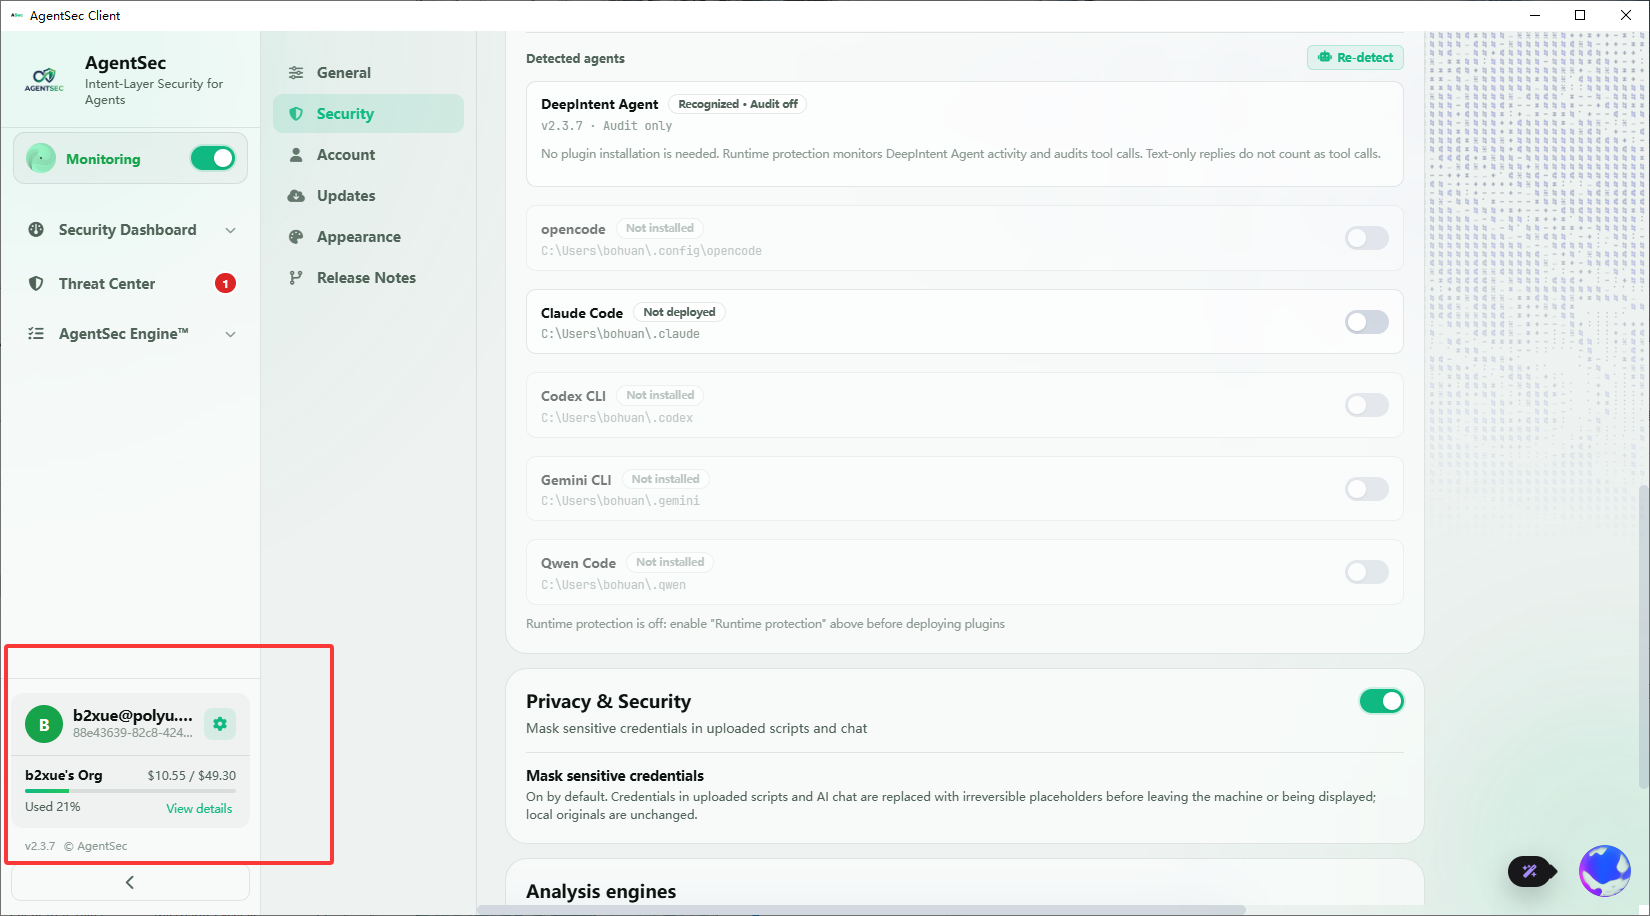 AgentSec Client
AgentSec
Intent-Layer Security for
Agents
AGENTSEC
Monitoring
Security Dashboard
Threat Center
1
AgentSec Engine™
General
Security
Account
Updates
Appearance
Release Notes
Detected agents
Re-detect
DeepIntent Agent
Recognized • Audit off
v2.3.7 · Audit only
No plugin installation is needed. Runtime protection monitors DeepIntent Agent activity and audits tool calls. Text-only replies do not count as tool calls.
opencode
Not installed
C:\Users\bohuan\.config\opencode
Claude Code
Not deployed
C:\Users\bohuan\.claude
Codex CLI
Not installed
C:\Users\bohuan\.codex
Gemini CLI
Not installed
C:\Users\bohuan\.gemini
Qwen Code
Not installed
C:\Users\bohuan\.qwen
Runtime protection is off: enable "Runtime protection" above before deploying plugins
Privacy & Security
Mask sensitive credentials in uploaded scripts and chat
Mask sensitive credentials
On by default. Credentials in uploaded scripts and AI chat are replaced with irreversible placeholders before leaving the machine or being displayed;
local originals are unchanged.
Analysis engines
B
b2xue@polyu....
88e43639-82c8-424...
b2xue's Org
$10.55 / $49.30
Used 21%
View details
v2.3.7 © AgentSec